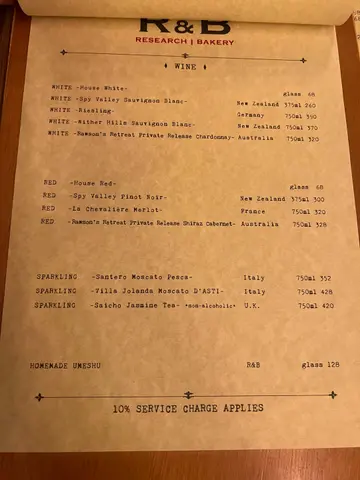 R&B
RESEARCH | BAKERY
WINE
WHITE -House White- glass 68
WHITE -Spy Valley Sauvignon Blanc- New Zealand 375ml 260
WHITE -Riesling- Germany 750ml 390
WHITE -Wither Hills Sauvignon Blanc- New Zealand 750ml 370
WHITE -Rawson's Retreat Private Release Chardonnay- Australia 750ml 320
RED -House Red- glass 68
RED -Spy Valley Pinot Noir- New Zealand 375ml 300
RED -La Chevalière Merlot- France 750ml 320
RED -Rawson's Retreat Private Release Shiraz Cabernet- Australia 750ml 328
SPARKLING -Santero Moscato Pesca- Italy 750ml 352
SPARKLING -Villa Jolanda Moscato D'ASTI- Italy 750ml 428
SPARKLING -Saicho Jasmine Tea- *non-alcoholic* U.K. 750ml 420
HOMEMADE UMESHU R&B glass 128
10% SERVICE CHARGE APPLIES